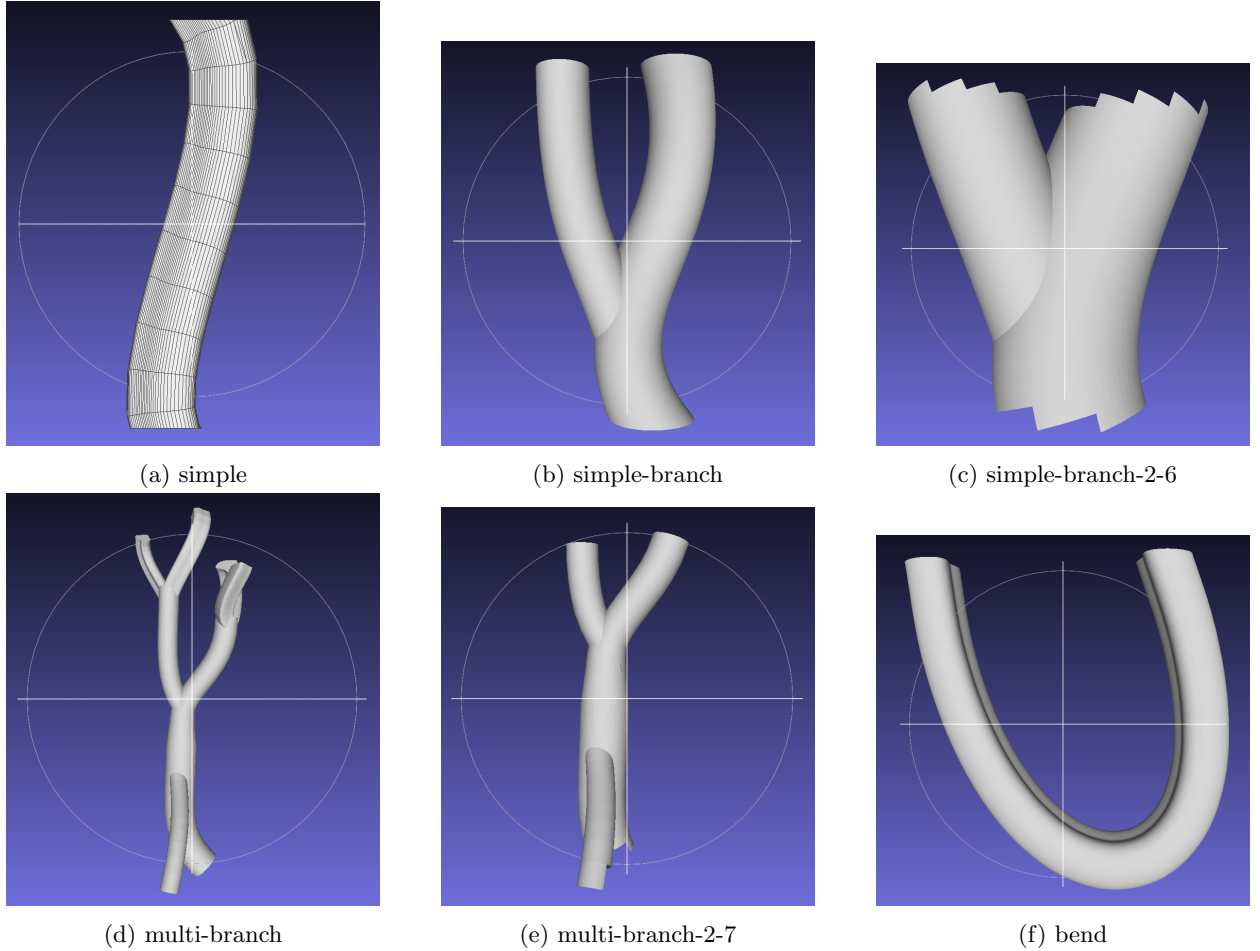 (a) simple
(b) simple-branch
(c) simple-branch-2-6
(d) multi-branch
(e) multi-branch-2-7
(f) bend